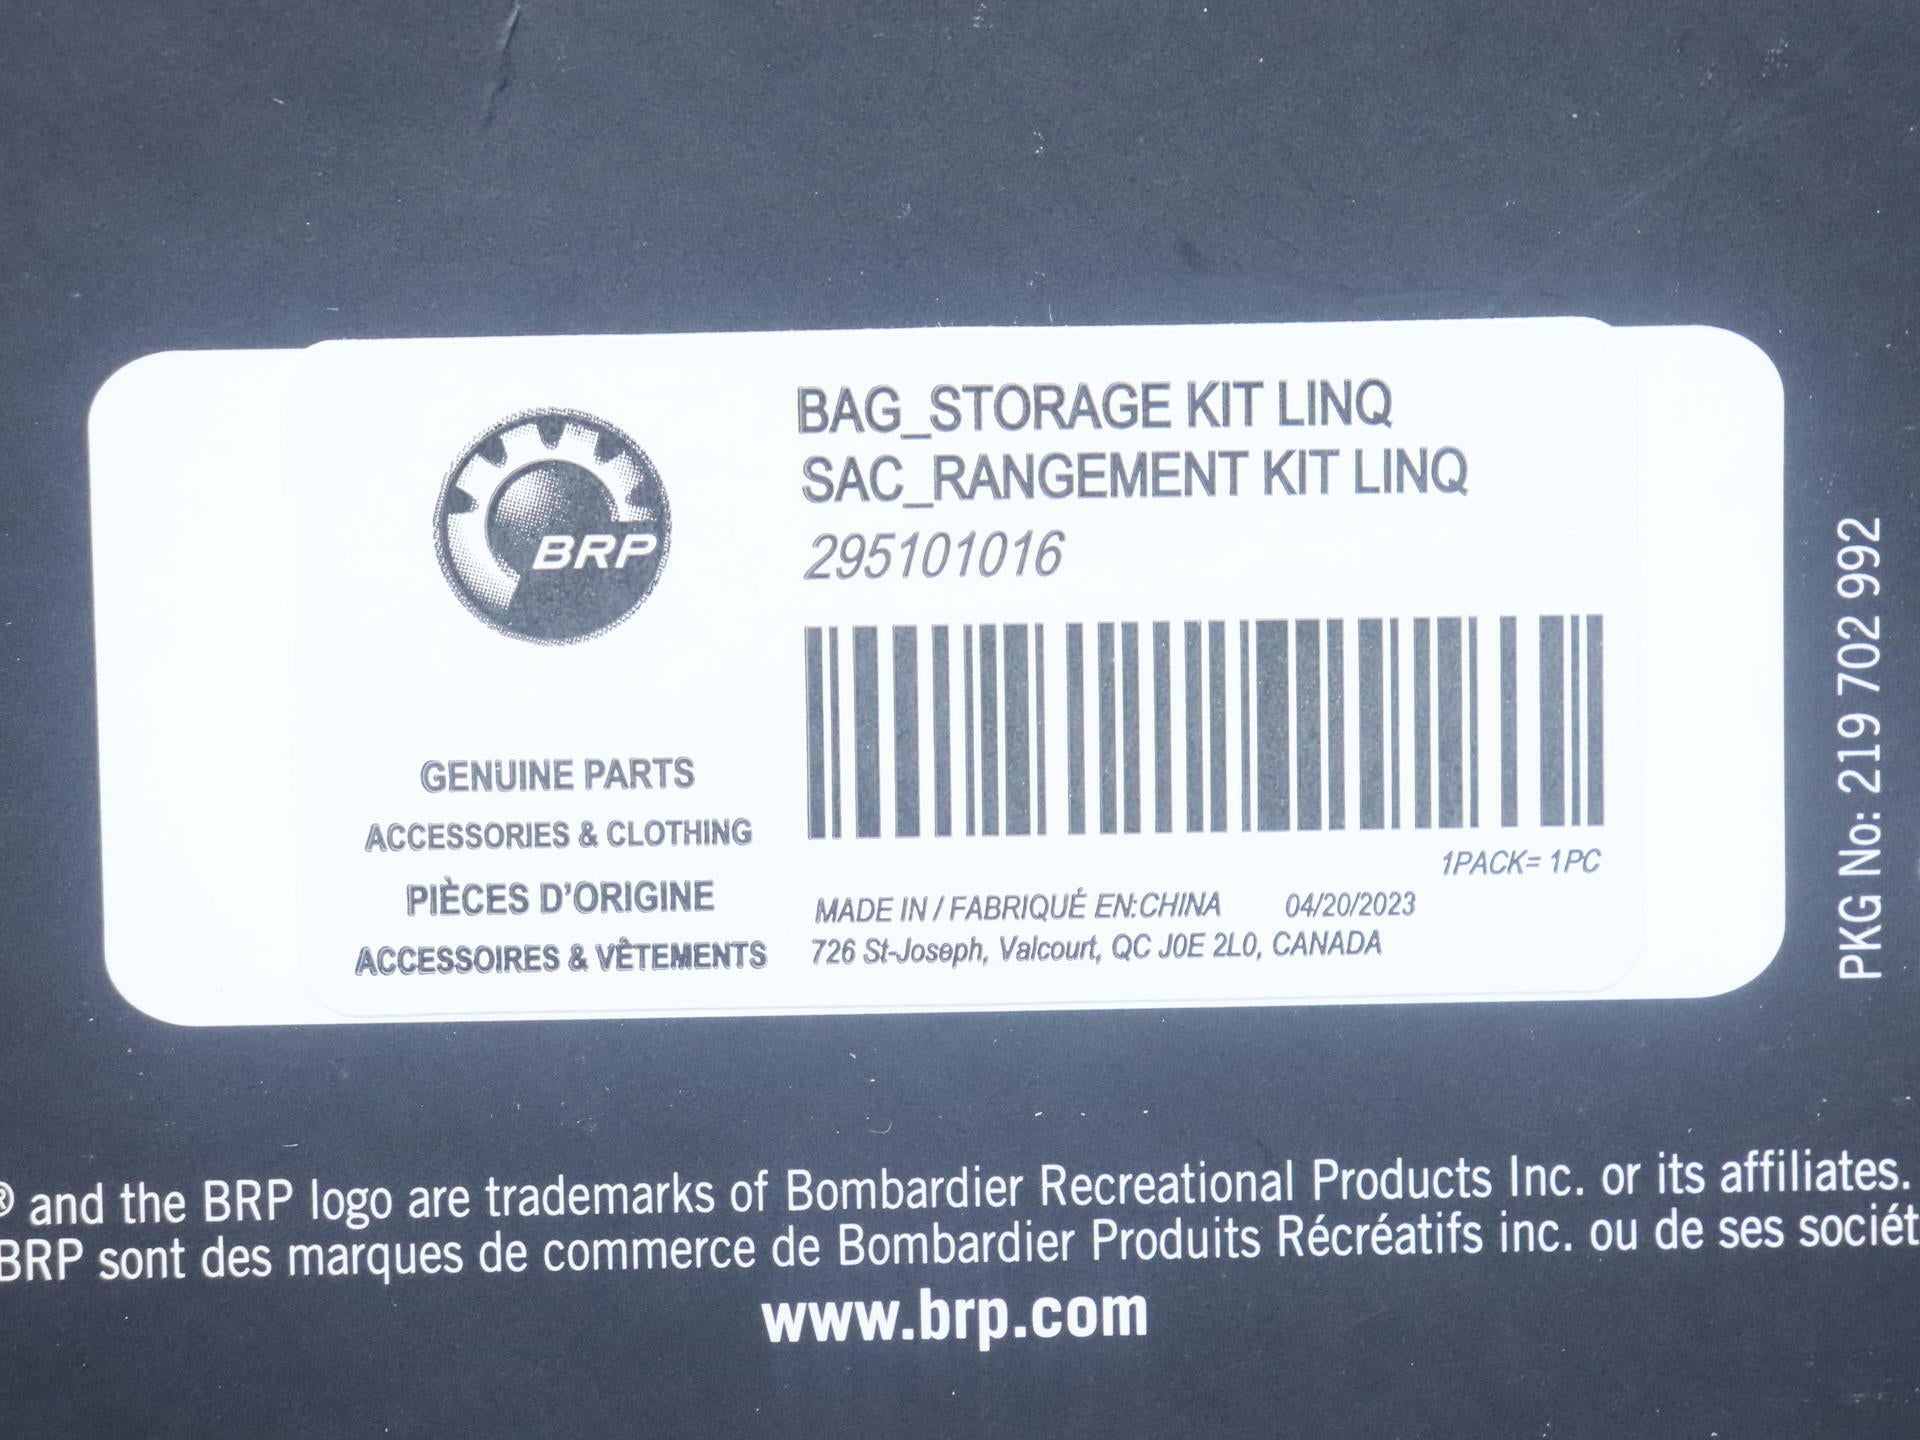 BRP
BAG_STORAGE KIT LINQ
SAC_RANGEMENT KIT LINQ
295101016
GENUINE PARTS
ACCESSORIES & CLOTHING
PIÈCES D'ORIGINE
ACCESSOIRES & VÊTEMENTS
1PACK= 1PC
MADE IN / FABRIQUÉ EN:CHINA 04/20/2023
726 St-Joseph, Valcourt, QC J0E 2L0, CANADA
PKG No: 219 702 992
® and the BRP logo are trademarks of Bombardier Recreational Products Inc. or its affiliates.
BRP sont des marques de commerce de Bombardier Produits Récréatifs inc. ou de ses sociét
www.brp.com